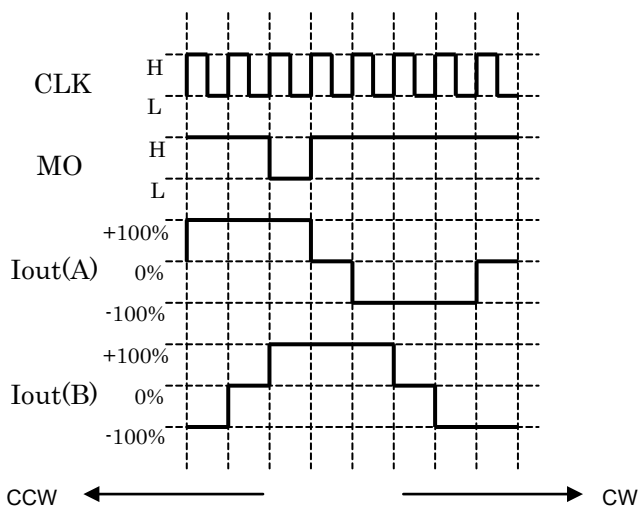 CLK
H
L
MO
H
L
Iout(A)
+100%
0%
-100%
Iout(B)
+100%
0%
-100%
CCW
CW